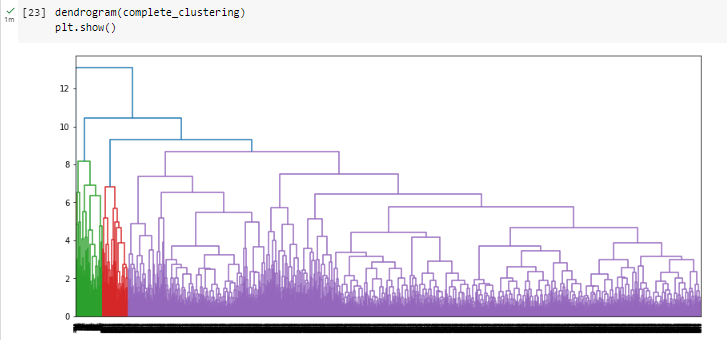 [23] dendrogram(complete_clustering)
1m
plt.show()
12
10
8
6
4
2
0